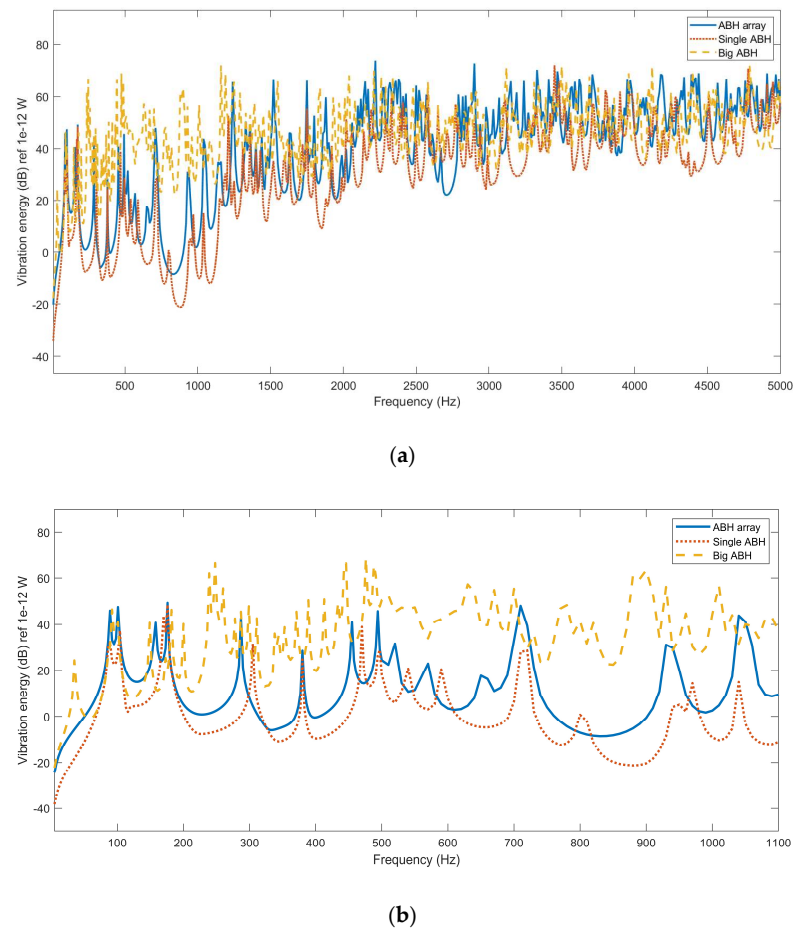 80
60
40
20
0
-20
-40
Vibration energy (dB) ref 1e-12 W
ABH array
Single ABH
Big ABH
500 1000 1500 2000 2500 3000 3500 4000 4500 5000
Frequency (Hz)
(a)
80
60
40
20
0
-20
-40
Vibration energy (dB) ref 1e-12 W
ABH array
Single ABH
Big ABH
100 200 300 400 500 600 700 800 900 1000 1100
Frequency (Hz)
(b)